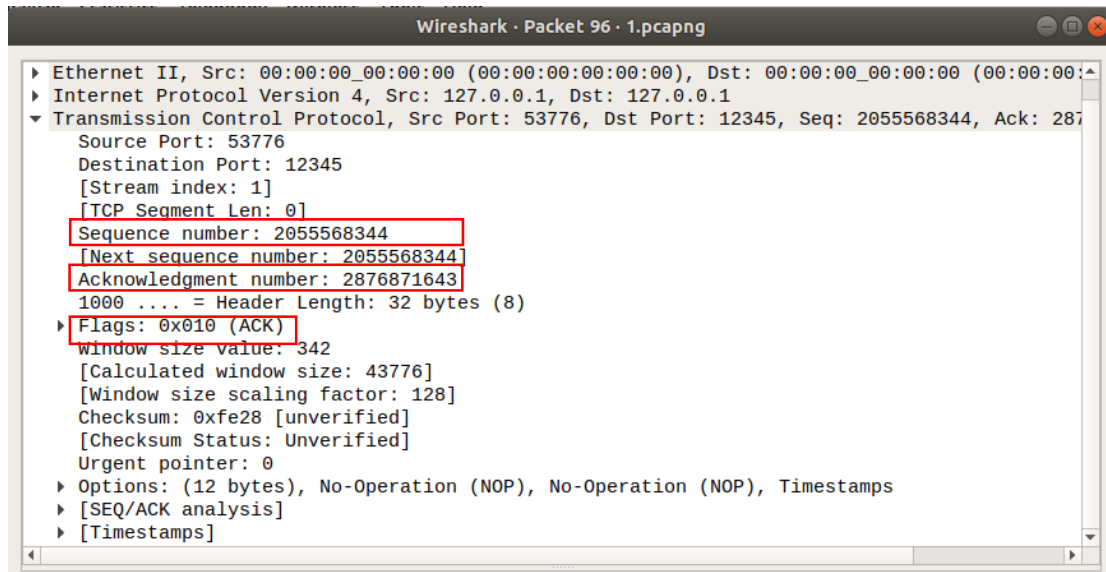 Wireshark · Packet 96 · 1.pcapng
Ethernet II, Src: 00:00:00_00:00:00 (00:00:00:00:00:00), Dst: 00:00:00_00:00:00 (00:00:00:
Internet Protocol Version 4, Src: 127.0.0.1, Dst: 127.0.0.1
Transmission Control Protocol, Src Port: 53776, Dst Port: 12345, Seq: 2055568344, Ack: 287
Source Port: 53776
Destination Port: 12345
[Stream index: 1]
[TCP Segment Len: 0]
Sequence number: 2055568344
[Next sequence number: 2055568344]
Acknowledgment number: 2876871643
1000 .... = Header Length: 32 bytes (8)
Flags: 0x010 (ACK)
Window size value: 342
[Calculated window size: 43776]
[Window size scaling factor: 128]
Checksum: 0xfe28 [unverified]
[Checksum Status: Unverified]
Urgent pointer: 0
Options: (12 bytes), No-Operation (NOP), No-Operation (NOP), Timestamps
[SEQ/ACK analysis]
[Timestamps]